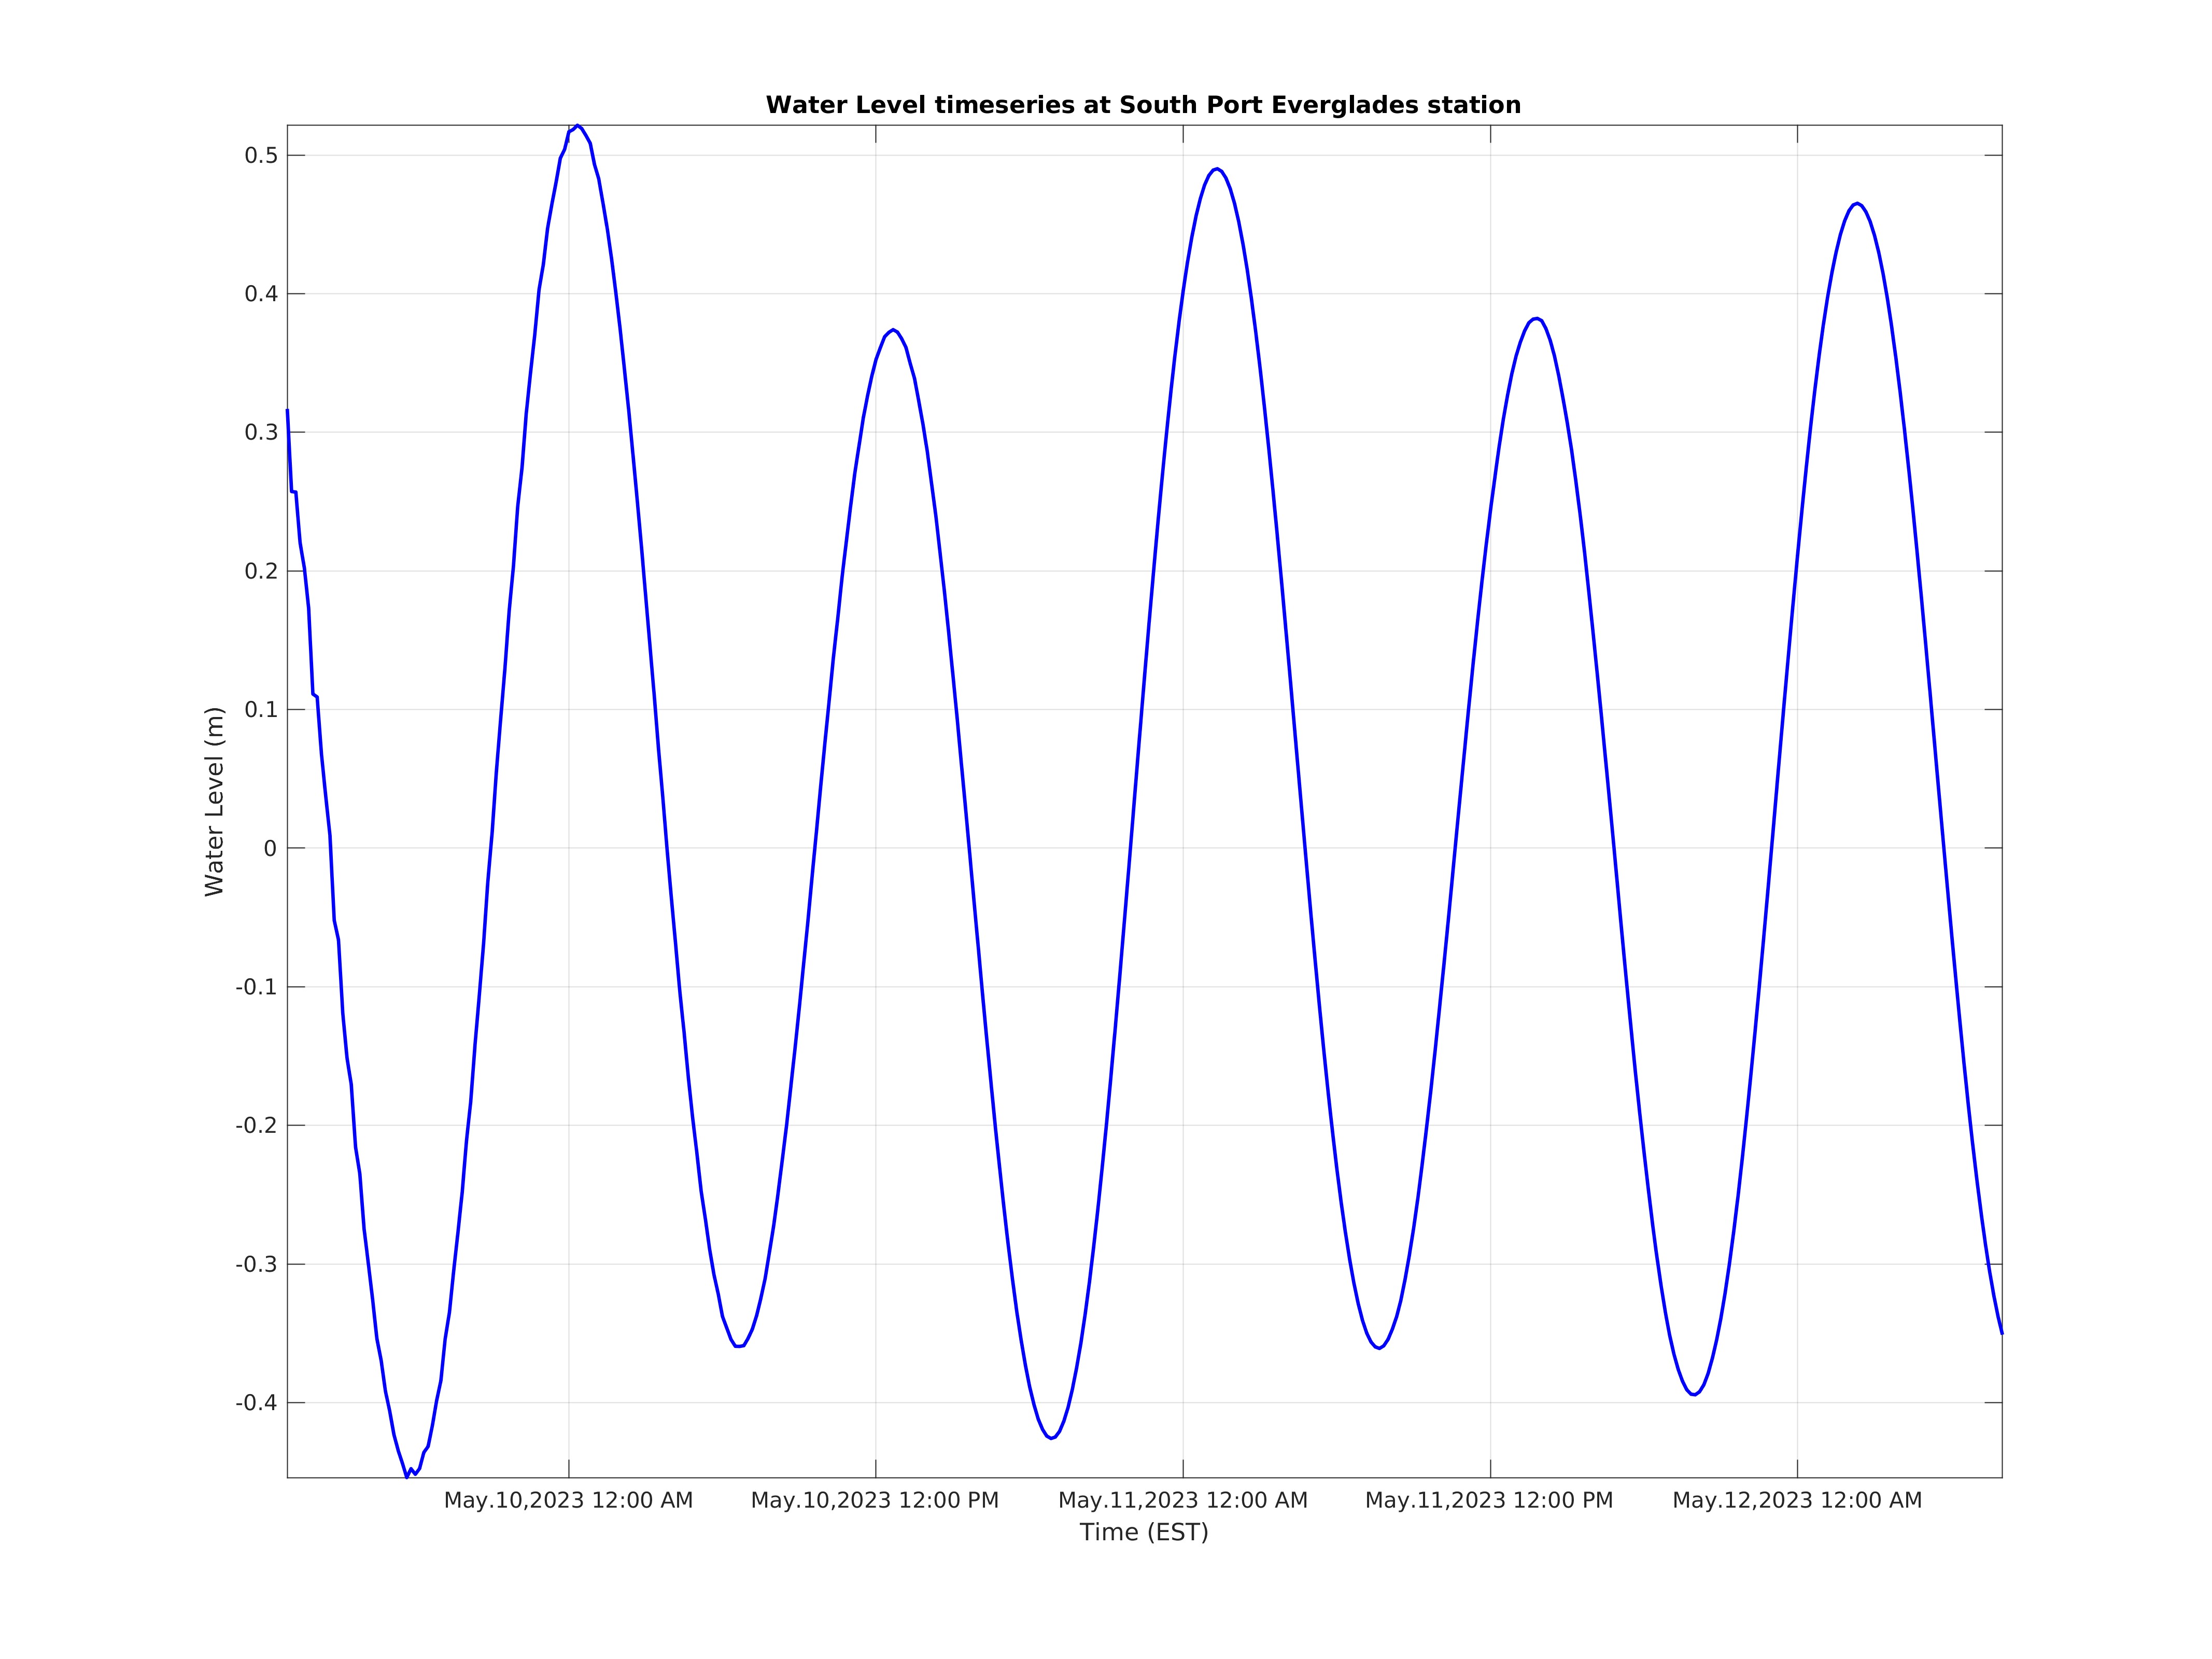 Water Level timeseries at South Port Everglades station
0.5
0.4
0.3
0.2
0.1
0
-0.1
-0.2
-0.3
-0.4
Water Level (m)
May.10,2023 12:00 AM May.10,2023 12:00 PM May.11,2023 12:00 AM May.11,2023 12:00 PM May.12,2023 12:00 AM
Time (EST)